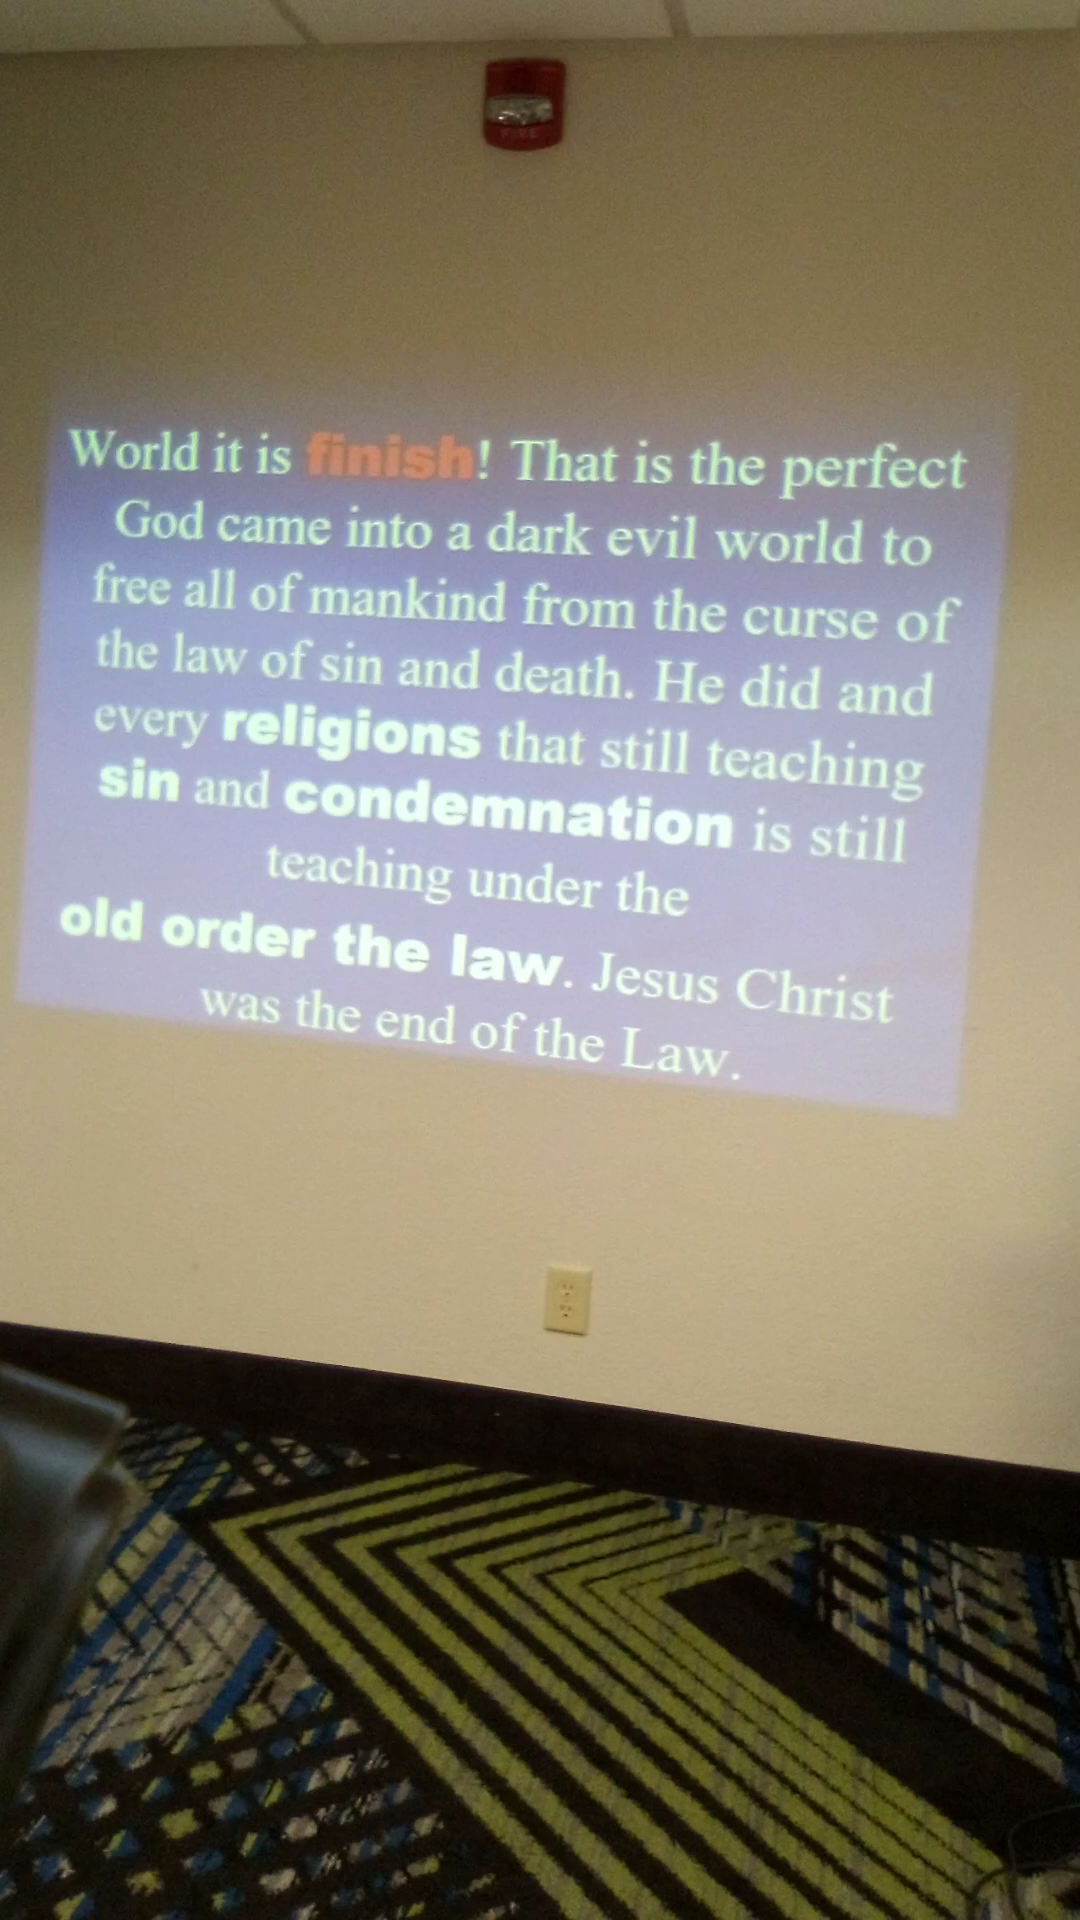 FIRE
World it is finish! That is the perfect
God came into a dark evil world to
free all of mankind from the curse of
the law of sin and death. He did and
every religions that still teaching
sin and condemnation is still
teaching under the
old order the law. Jesus Christ
was the end of the Law.